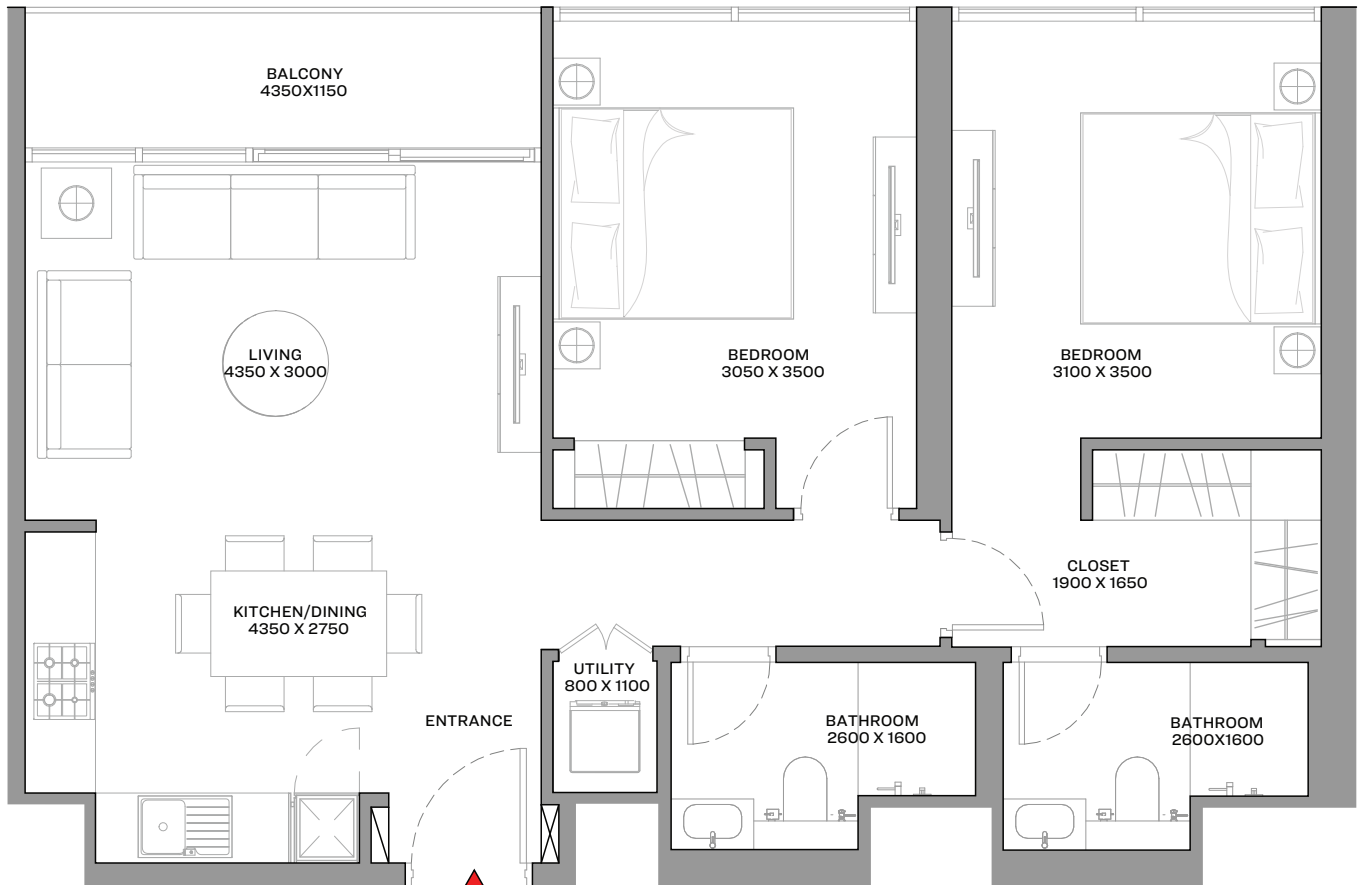 BALCONY
4350X1150
LIVING
4350 X 3000
BEDROOM
3050 X 3500
BEDROOM
3100 X 3500
CLOSET
1900 X 1650
KITCHEN/DINING
4350 X 2750
UTILITY
800 X 1100
ENTRANCE
BATHROOM
2600 X 1600
BATHROOM
2600X1600